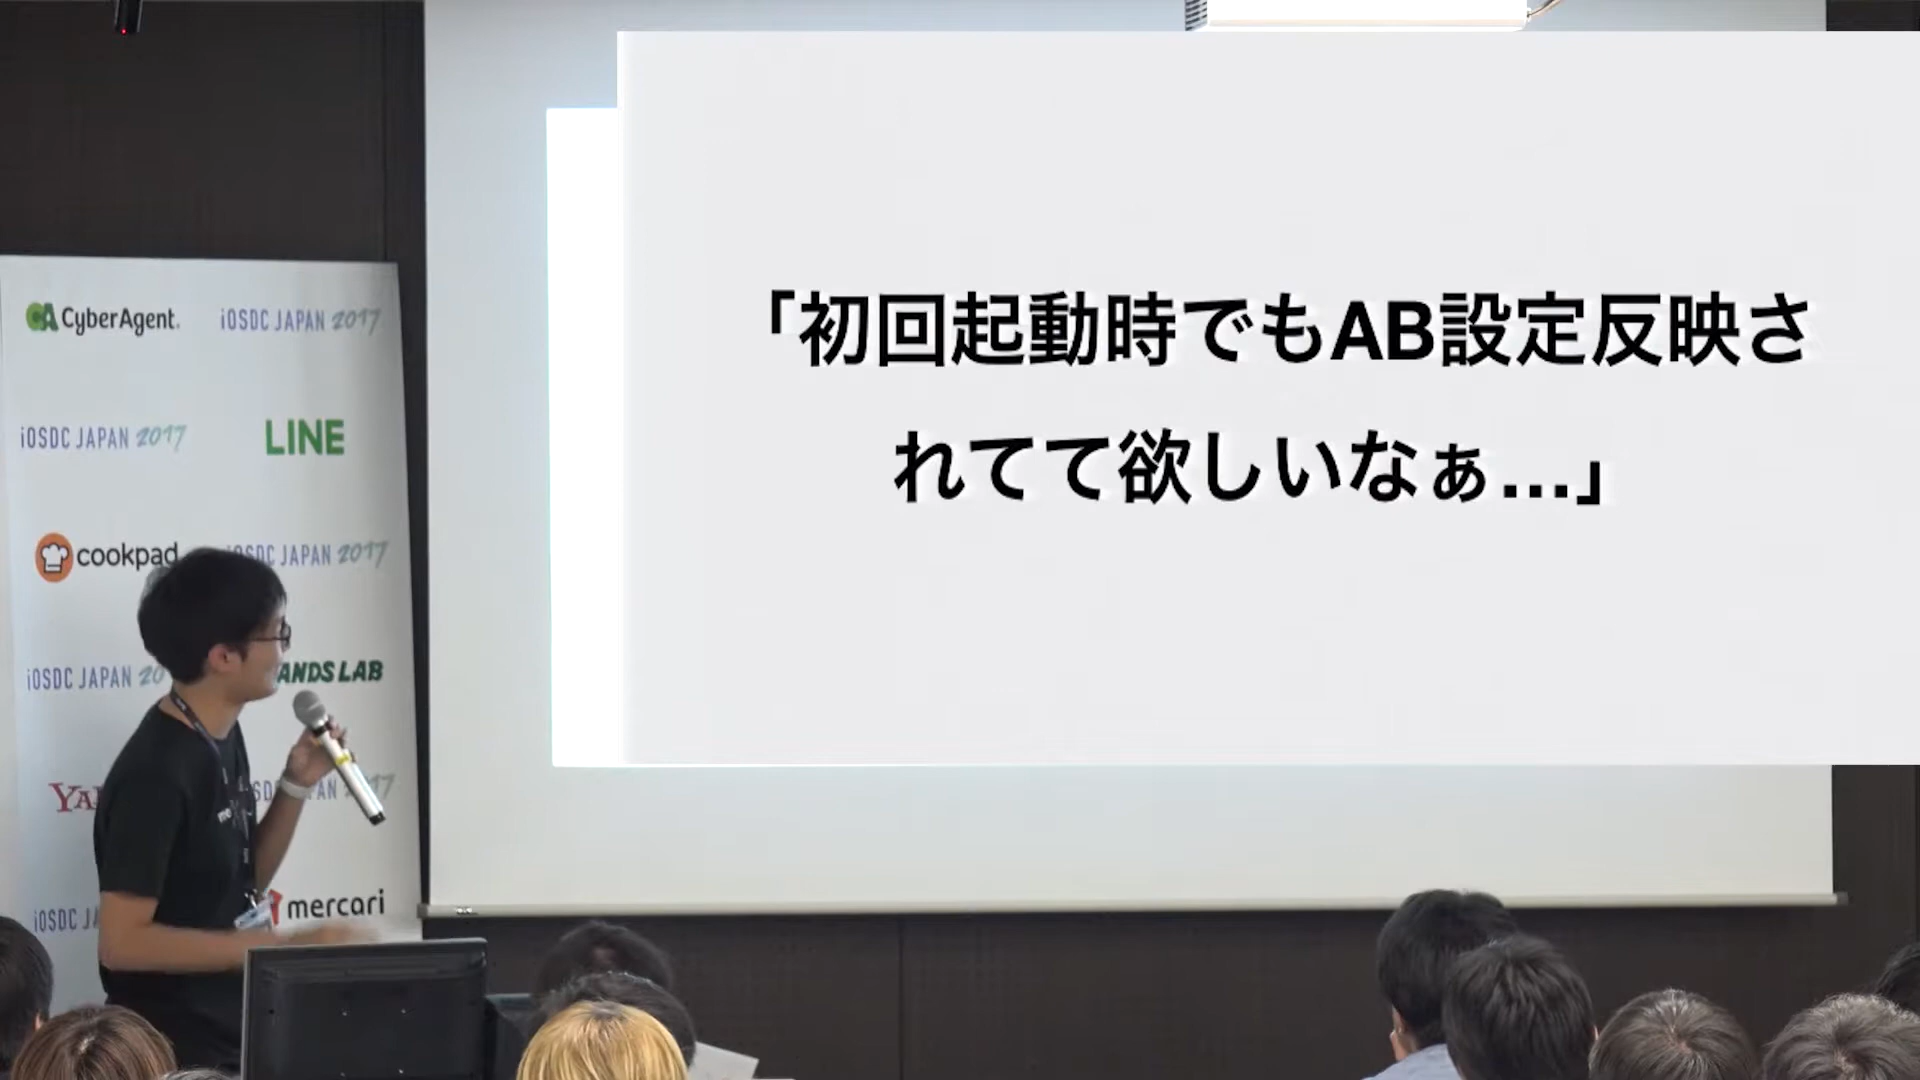 「初回起動時でもAB設定反映さ
れてて欲しいなぁ…」
CyberAgent.
iOSDC JAPAN 2017
iOSDC JAPAN 2017
LINE
cookpad
iOSDC JAPAN 2017
iOSDC JAPAN 20
ANDS LAB
mercari